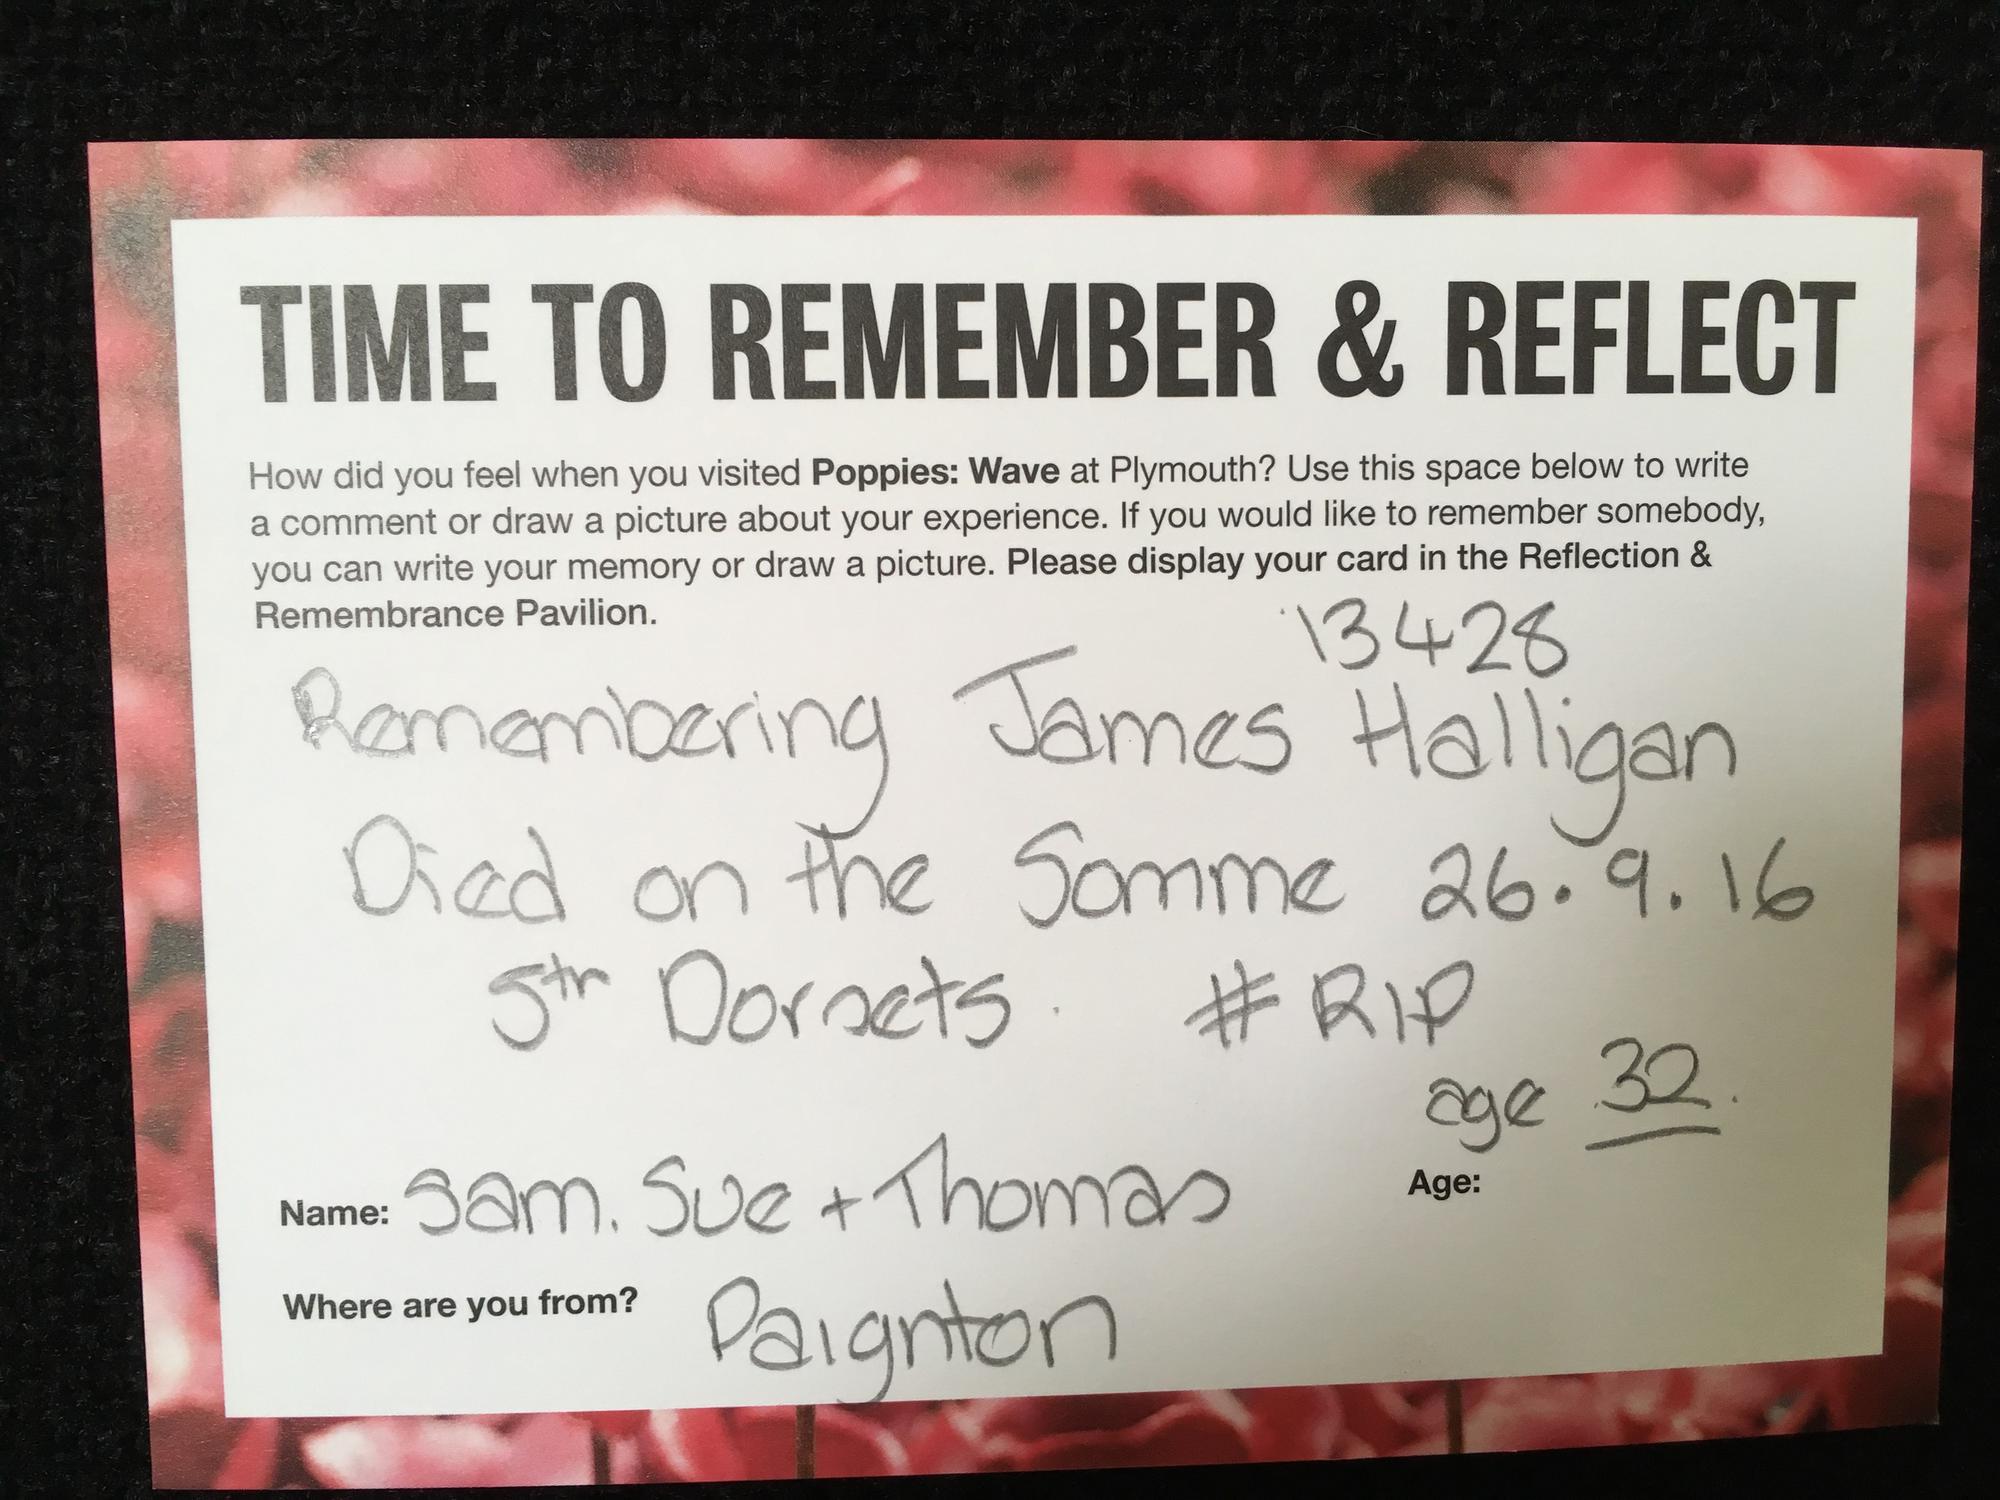 TIME TO REMEMBER & REFLECT
How did you feel when you visited Poppies: Wave at Plymouth? Use this space below to write
a comment or draw a picture about your experience. If you would like to remember somebody,
you can write your memory or draw a picture. Please display your card in the Reflection &
Remembrance Pavilion.
13428
Remembering James Halligan
Died on the Somme 26.9.16
5th Dorsets. #RIP
age 32.
Name: Sam. Sue + Thomas Age:
Where are you from? Paignton